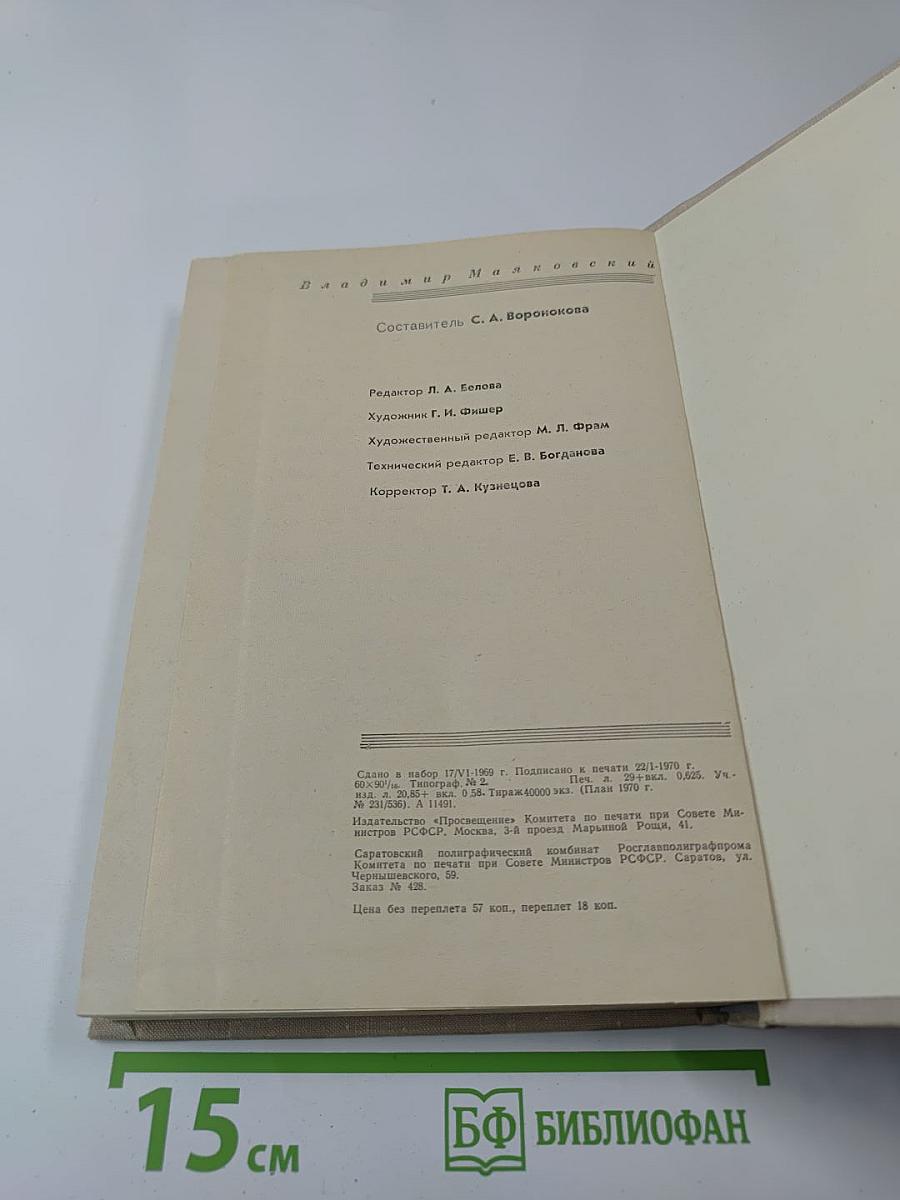 Владимир Маяковский
Составитель С. А. Воронокова
Редактор Л. А. Белова
Художник Г. И. Фишер
Художественный редактор М. Л. Фрам
Технический редактор Е. В. Богданова
Корректор Т. А. Кузнецова
Сдано в набор 17/VI-1969 г. Подписано к печати 22/I-1970 г.
60×90¹/₁₆. Типограф. № 2. Печ. л. 29+вкл. 0,625. Уч.-
изд. л. 20,85+ вкл. 0,58. Тираж 40000 экз. (План 1970 г.
№ 231/536). А 11491.
Издательство «Просвещение» Комитета по печати при Совете Ми-
нистров РСФСР. Москва, 3-й проезд Марьиной Рощи, 41.
Саратовский полиграфический комбинат Росглавполиграфпрома
Комитета по печати при Совете Министров РСФСР. Саратов, ул.
Чернышевского, 59.
Заказ № 428.
Цена без переплета 57 коп., переплет 18 коп.
15 см
БФ БИБЛИОФАН